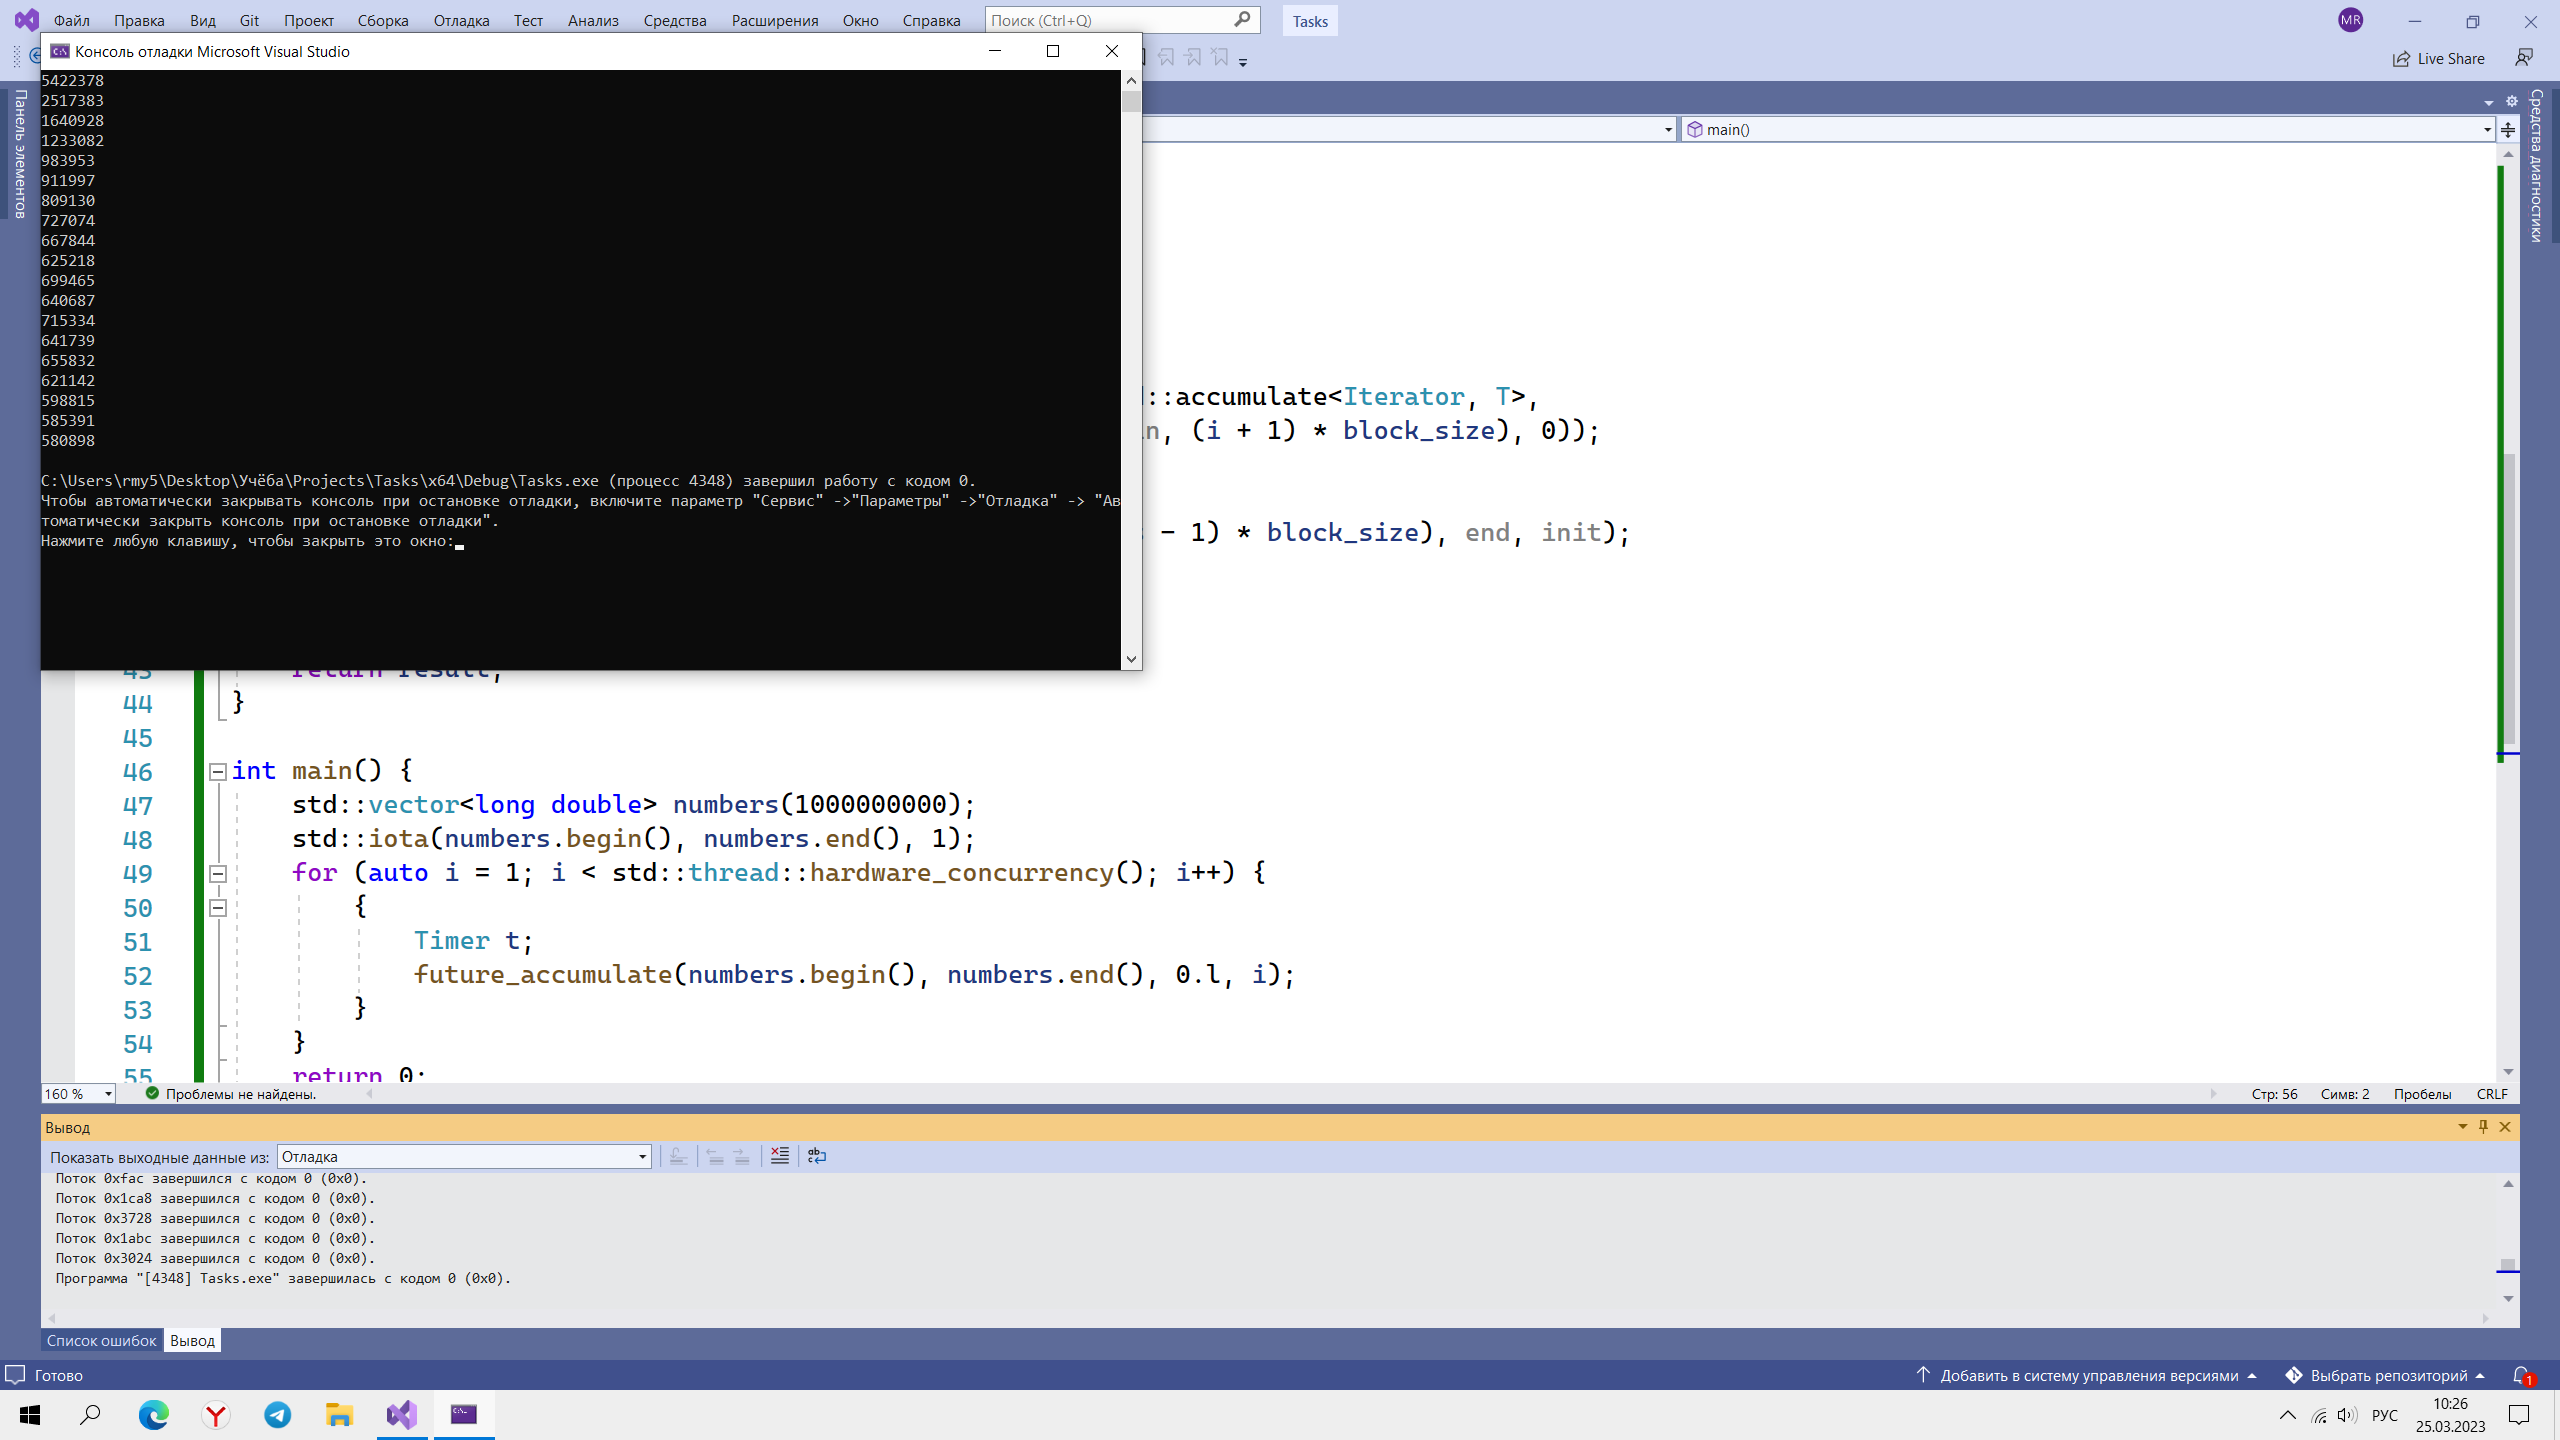 Файл Правка Вид Git Проект Сборка Отладка Тест Анализ Средства Расширения Окно Справка Поиск (Ctrl+Q) Tasks MR
Консоль отладки Microsoft Visual Studio
Live Share
Панель элементов
Средства диагностики
main()
5422378
2517383
1640928
1233082
983953
911997
809130
727074
667844
625218
699465
640687
715334
641739
655832
621142
598815
585391
580898
C:\Users\rmy5\Desktop\Учёба\Projects\Tasks\x64\Debug\Tasks.exe (процесс 4348) завершил работу с кодом 0.
Чтобы автоматически закрывать консоль при остановке отладки, включите параметр "Сервис" ->"Параметры" ->"Отладка" -> "Ав
томатически закрыть консоль при остановке отладки".
Нажмите любую клавишу, чтобы закрыть это окно:
::accumulate<Iterator, T>,
n, (i + 1) * block_size), 0));
- 1) * block_size), end, init);
43 return result;
44 }
45
46 int main() {
47 std::vector<long double> numbers(1000000000);
48 std::iota(numbers.begin(), numbers.end(), 1);
49 for (auto i = 1; i < std::thread::hardware_concurrency(); i++) {
50 {
51 Timer t;
52 future_accumulate(numbers.begin(), numbers.end(), 0.l, i);
53 }
54 }
55 return 0;
160 % Проблемы не найдены. Стр: 56 Симв: 2 Пробелы CRLF
Вывод
Показать выходные данные из: Отладка
Поток 0xfac завершился с кодом 0 (0x0).
Поток 0x1ca8 завершился с кодом 0 (0x0).
Поток 0x3728 завершился с кодом 0 (0x0).
Поток 0x1abc завершился с кодом 0 (0x0).
Поток 0x3024 завершился с кодом 0 (0x0).
Программа "[4348] Tasks.exe" завершилась с кодом 0 (0x0).
Список ошибок Вывод
Готово Добавить в систему управления версиями Выбрать репозиторий 1
РУС 10:26
25.03.2023